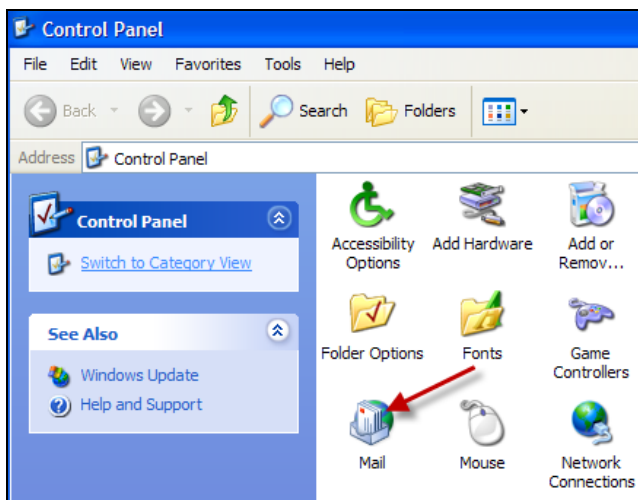 Control Panel
File Edit View Favorites Tools Help
Back Search Folders
Address Control Panel
Control Panel
Switch to Category View
See Also
Windows Update
Help and Support
Accessibility Options
Add Hardware
Add or Remov...
Folder Options
Fonts
Game Controllers
Mail
Mouse
Network Connections